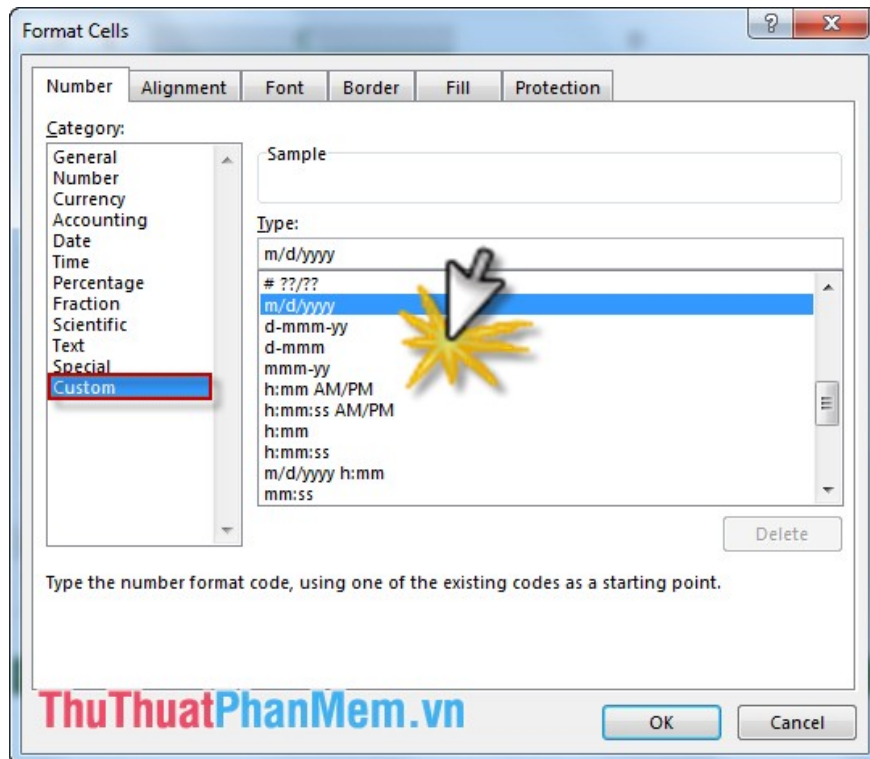 Format Cells
Number Alignment Font Border Fill Protection
Category:
General
Number
Currency
Accounting
Date
Time
Percentage
Fraction
Scientific
Text
Special
Custom
Sample
Type:
m/d/yyyy
# ??/??
m/d/yyyy
d-mmm-yy
d-mmm
mmm-yy
h:mm AM/PM
h:mm:ss AM/PM
h:mm
h:mm:ss
m/d/yyyy h:mm
mm:ss
Delete
Type the number format code, using one of the existing codes as a starting point.
ThuThuatPhanMem.vn
OK Cancel